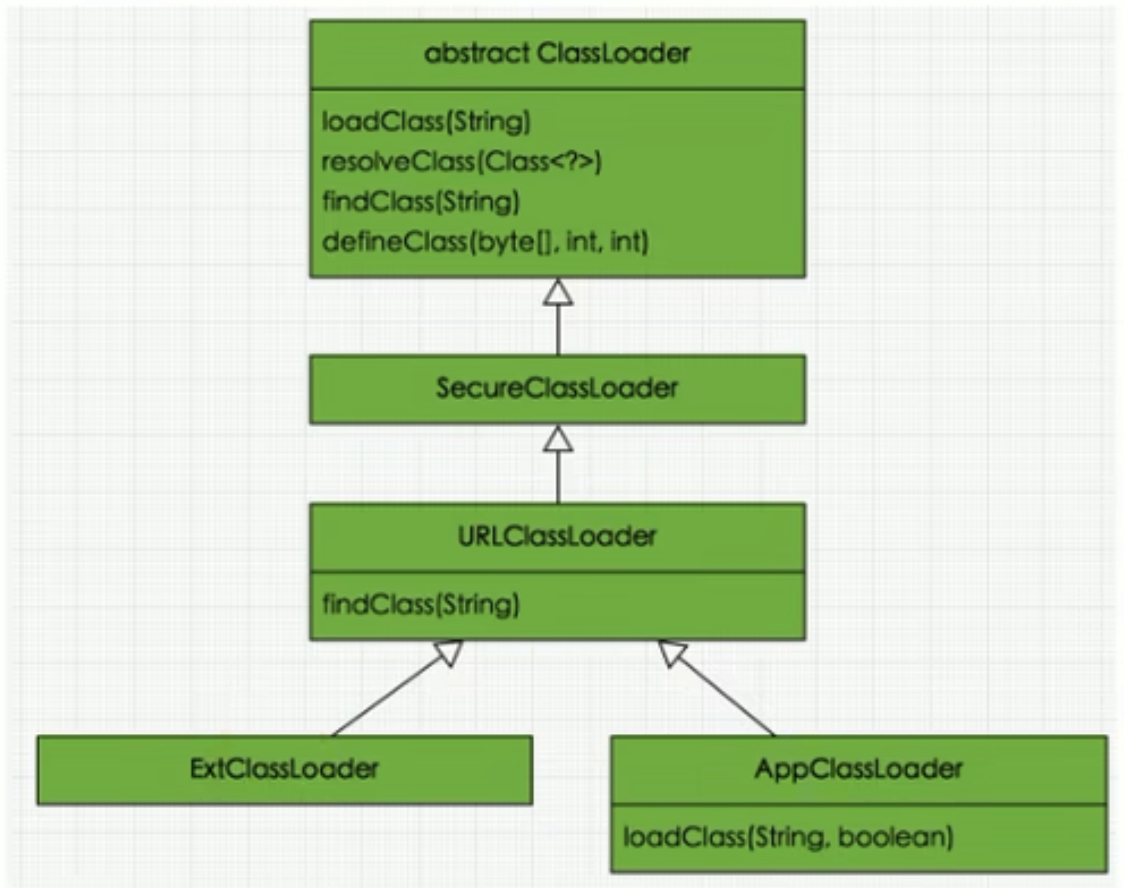 abstract ClassLoader
loadClass(String)
resolveClass(Class<?>)
findClass(String)
defineClass(byte[], int, int)
SecureClassLoader
URLClassLoader
findClass(String)
ExtClassLoader
AppClassLoader
loadClass(String, boolean)